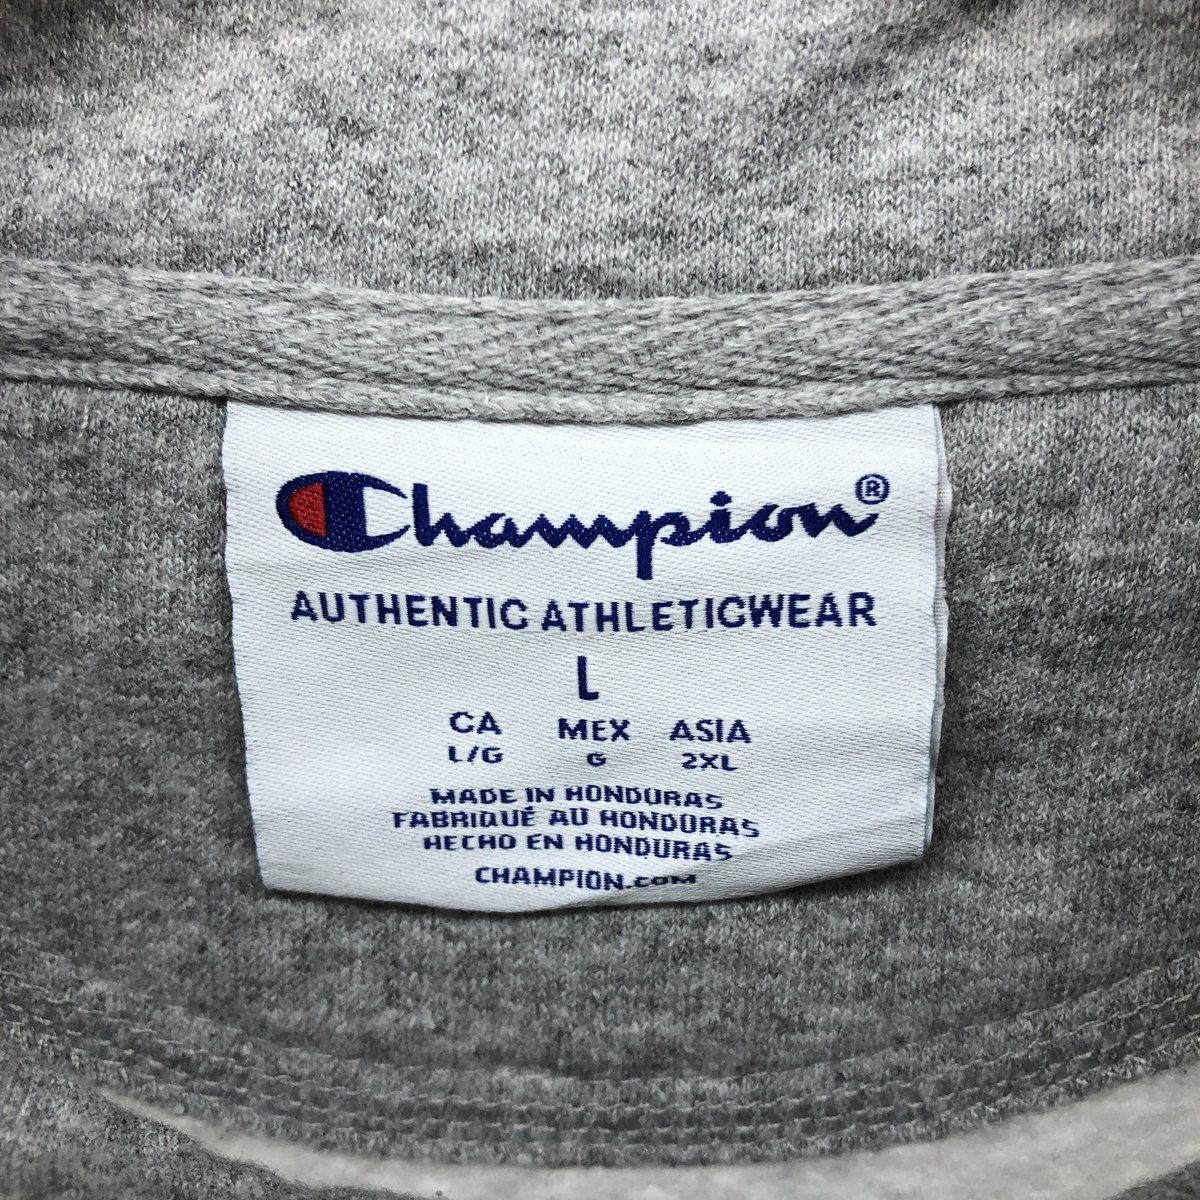 Champion®
AUTHENTIC ATHLETICWEAR
L
CA MEX ASIA
L/G G 2XL
MADE IN HONDURAS
FABRIQUÉ AU HONDURAS
HECHO EN HONDURAS
CHAMPION.COM